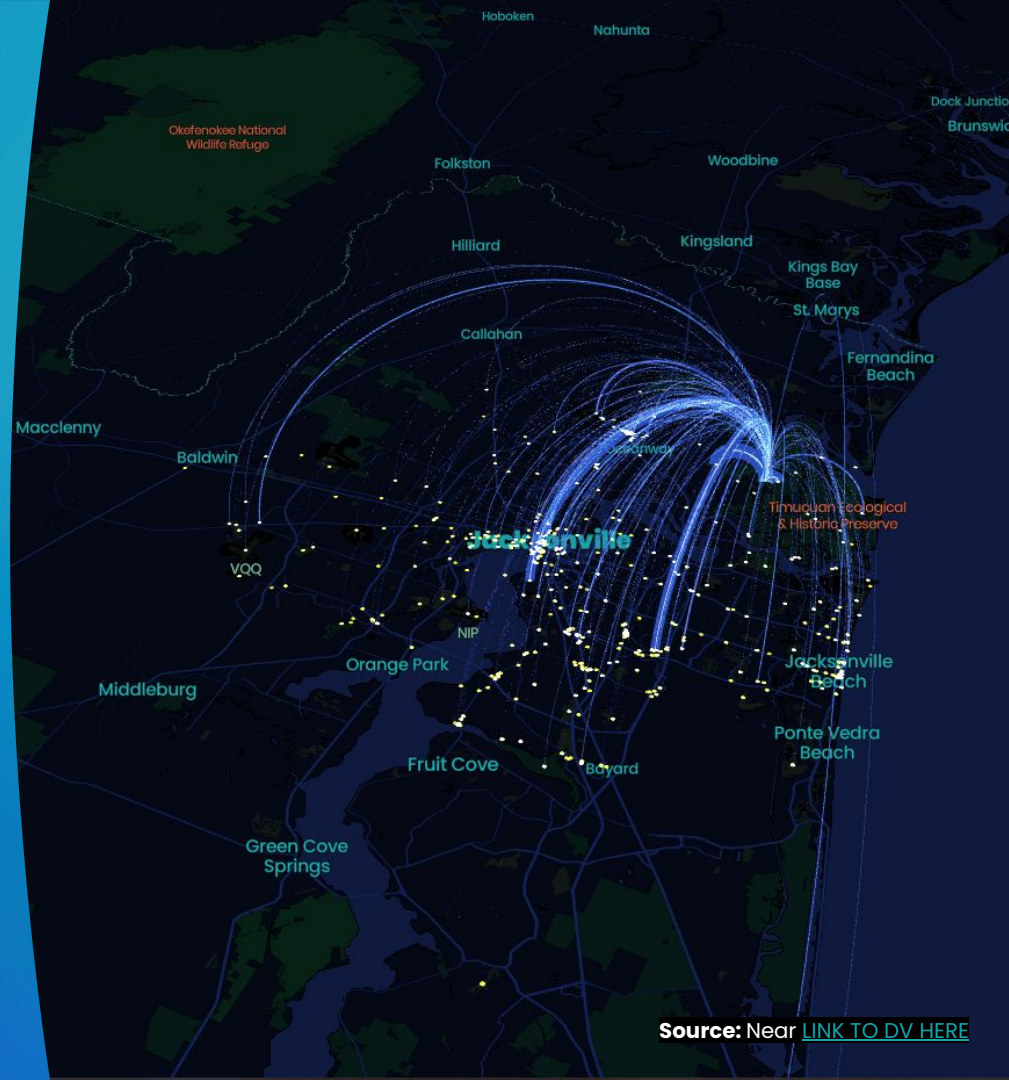 Hoboken
Nahunta
Dock Junctio
Brunswic
Okefenokee National
Wildlife Refuge
Folkston
Woodbine
Hilliard
Kingsland
Kings Bay
Base
St. Marys
Callahan
Fernandina
Beach
Macclenny
Baldwin
Oceanway
Timucuan Ecological
& Historic Preserve
Jacksonville
VQQ
NIP
Orange Park
Jacksonville
Beach
Middleburg
Ponte Vedra
Beach
Fruit Cove
Bayard
Green Cove
Springs
Source: Near LINK TO DV HERE